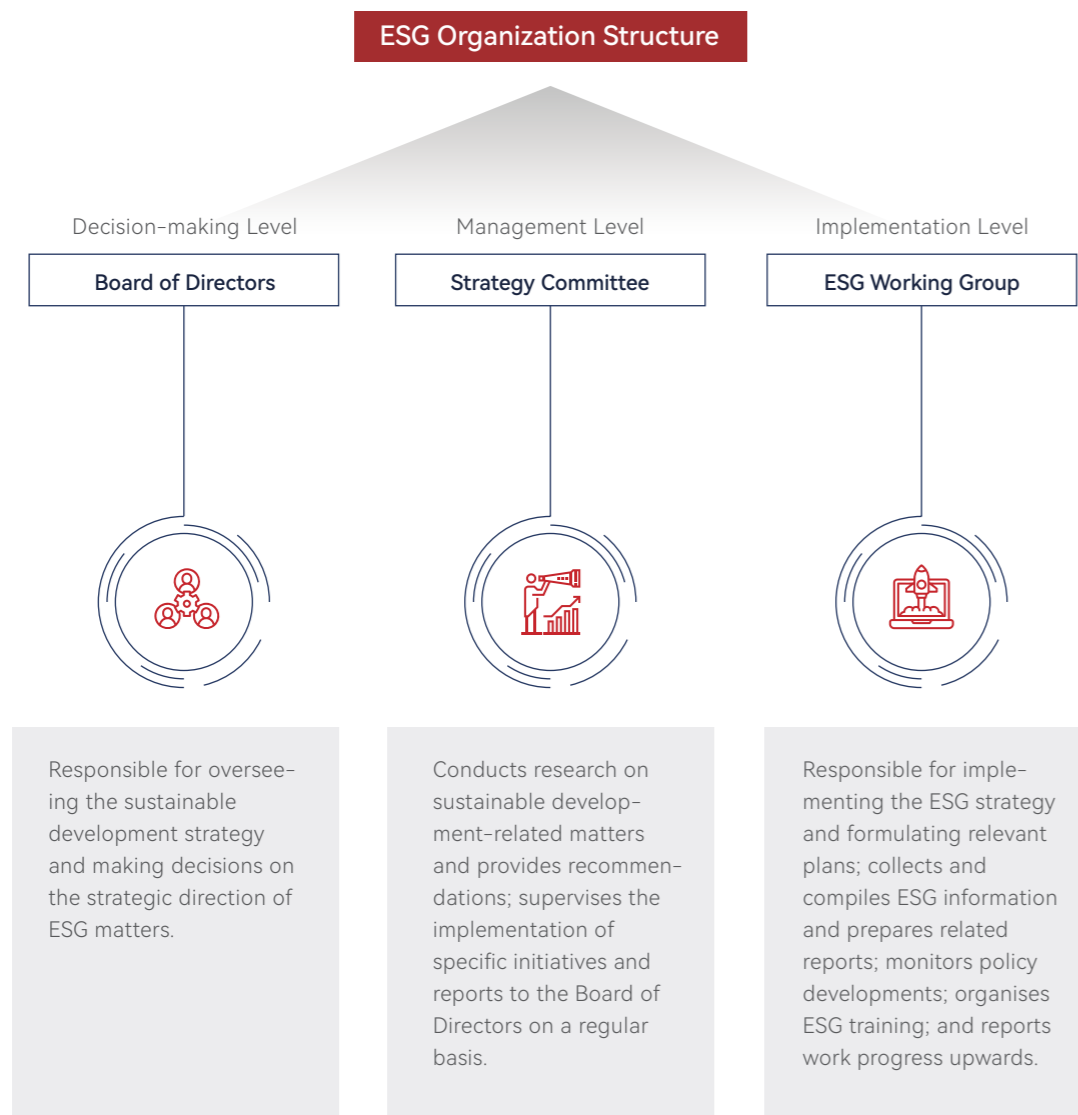 ESG Organization Structure
Decision-making Level
Board of Directors
Responsible for oversee-
ing the sustainable
development strategy
and making decisions on
the strategic direction of
ESG matters.
Management Level
Strategy Committee
Conducts research on
sustainable develop-
ment-related matters
and provides recommen-
dations; supervises the
implementation of
specific initiatives and
reports to the Board of
Directors on a regular
basis.
Implementation Level
ESG Working Group
Responsible for imple-
menting the ESG strategy
and formulating relevant
plans; collects and
compiles ESG information
and prepares related
reports; monitors policy
developments; organises
ESG training; and reports
work progress upwards.